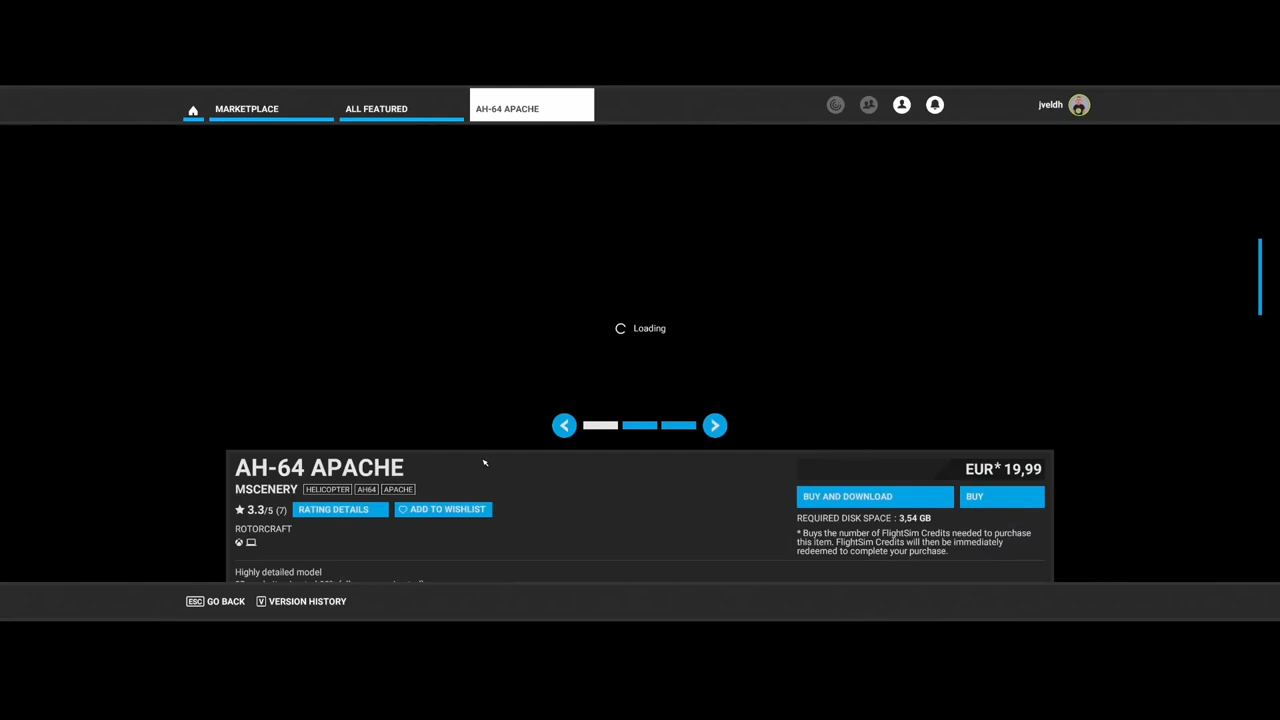 MARKETPLACE
ALL FEATURED
AH-64 APACHE
jveldh
Loading
AH-64 APACHE
EUR* 19,99
MSCENERY HELICOPTER AH64 APACHE
BUY AND DOWNLOAD
BUY
3.3/5 (7) RATING DETAILS ADD TO WISHLIST
REQUIRED DISK SPACE : 3,54 GB
ROTORCRAFT
* Buys the number of FlightSim Credits needed to purchase
this item. FlightSim Credits will then be immediately
redeemed to complete your purchase.
Highly detailed model
ESC GO BACK V VERSION HISTORY